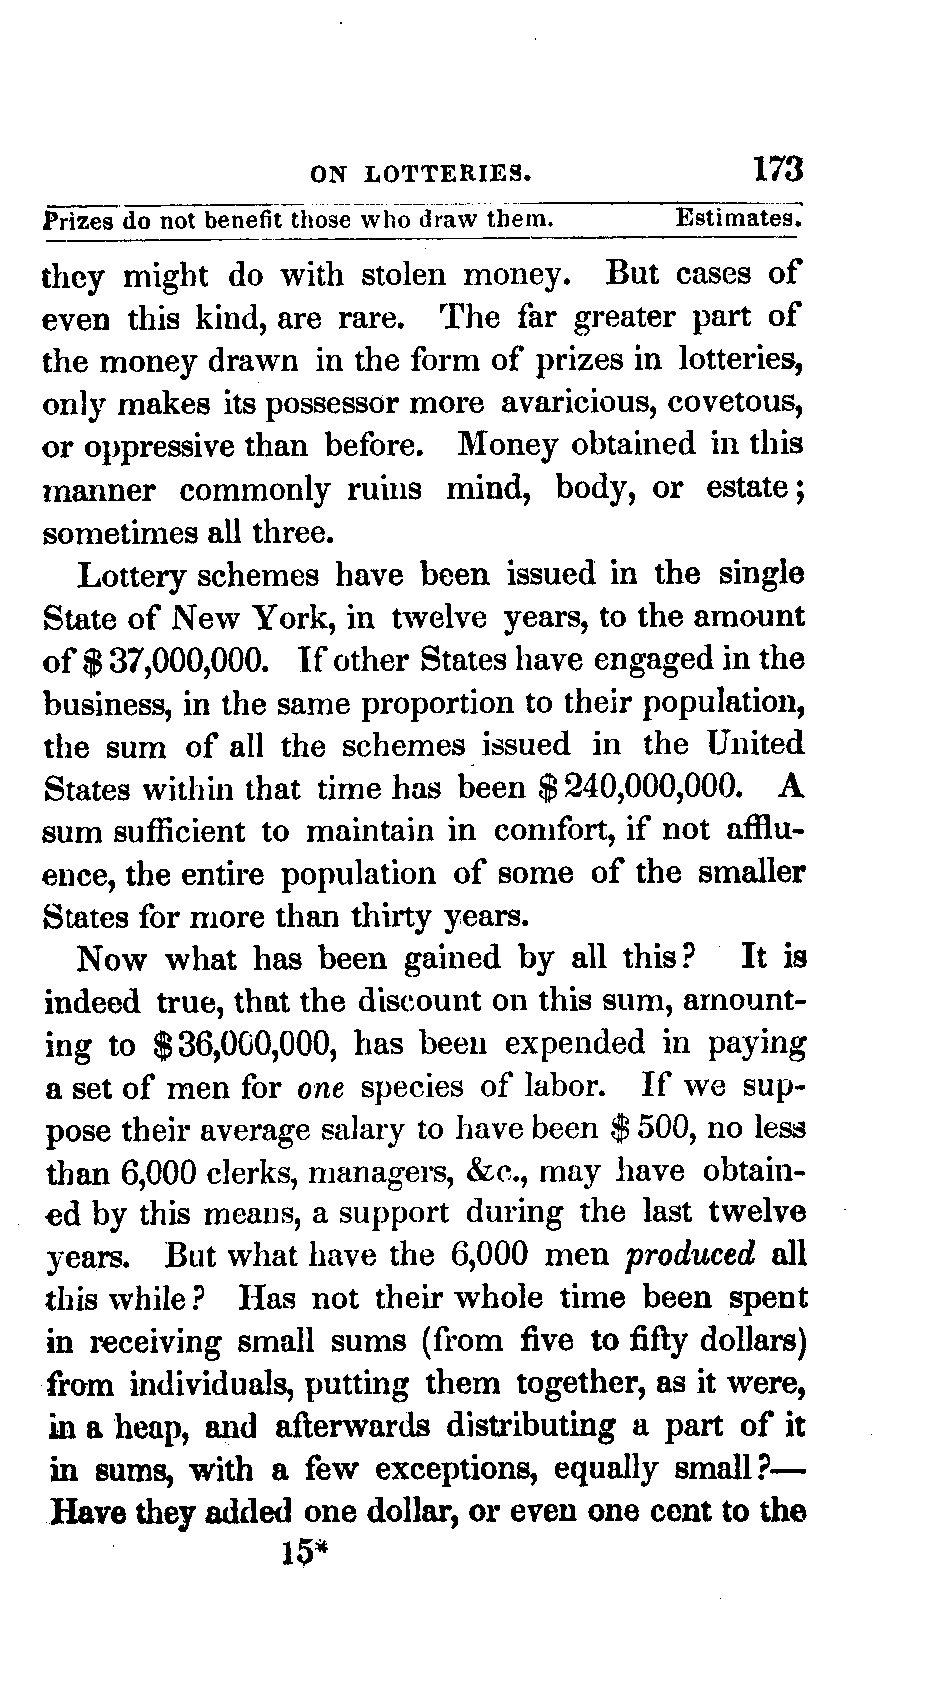 ON LOTTERIES. 173
Prizes do not benefit those who draw them. Estimates.
they might do with stolen money. But cases of
even this kind, are rare. The far greater part of
the money drawn in the form of prizes in lotteries,
only makes its possessor more avaricious, covetous,
or oppressive than before. Money obtained in this
manner commonly ruins mind, body, or estate;
sometimes all three.
Lottery schemes have been issued in the single
State of New York, in twelve years, to the amount
of $37,000,000. If other States have engaged in the
business, in the same proportion to their population,
the sum of all the schemes issued in the United
States within that time has been $240,000,000. A
sum sufficient to maintain in comfort, if not afflu-
ence, the entire population of some of the smaller
States for more than thirty years.
Now what has been gained by all this? It is
indeed true, that the discount on this sum, amount-
ing to $36,000,000, has been expended in paying
a set of men for one species of labor. If we sup-
pose their average salary to have been $500, no less
than 6,000 clerks, managers, &c., may have obtain-
ed by this means, a support during the last twelve
years. But what have the 6,000 men produced all
this while? Has not their whole time been spent
in receiving small sums (from five to fifty dollars)
from individuals, putting them together, as it were,
in a heap, and afterwards distributing a part of it
in sums, with a few exceptions, equally small?—
Have they added one dollar, or even one cent to the
15*